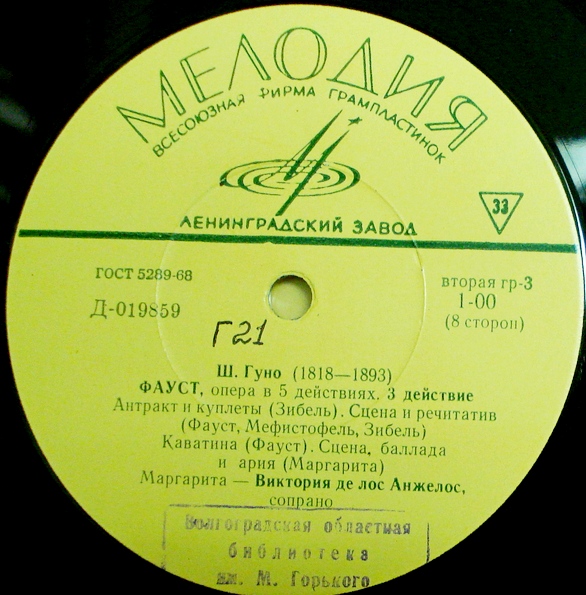 МЕЛОДИЯ
ВСЕСОЮЗНАЯ ФИРМА ГРАМПЛАСТИНОК
ЛЕНИНГРАДСКИЙ ЗАВОД
33
ГОСТ 5289-68
Д-019859
вторая гр-3
1-00
(8 сторон)
Г21
Ш. Гуно (1818—1893)
ФАУСТ, опера в 5 действиях. 3 действие
Антракт и куплеты (Зибель). Сцена и речитатив
(Фауст, Мефистофель, Зибель)
Каватина (Фауст). Сцена, баллада
и ария (Маргарита)
Маргарита — Виктория де лос Анжелос,
сопрано
Волгоградская областная
библиотека
им. М. Горького